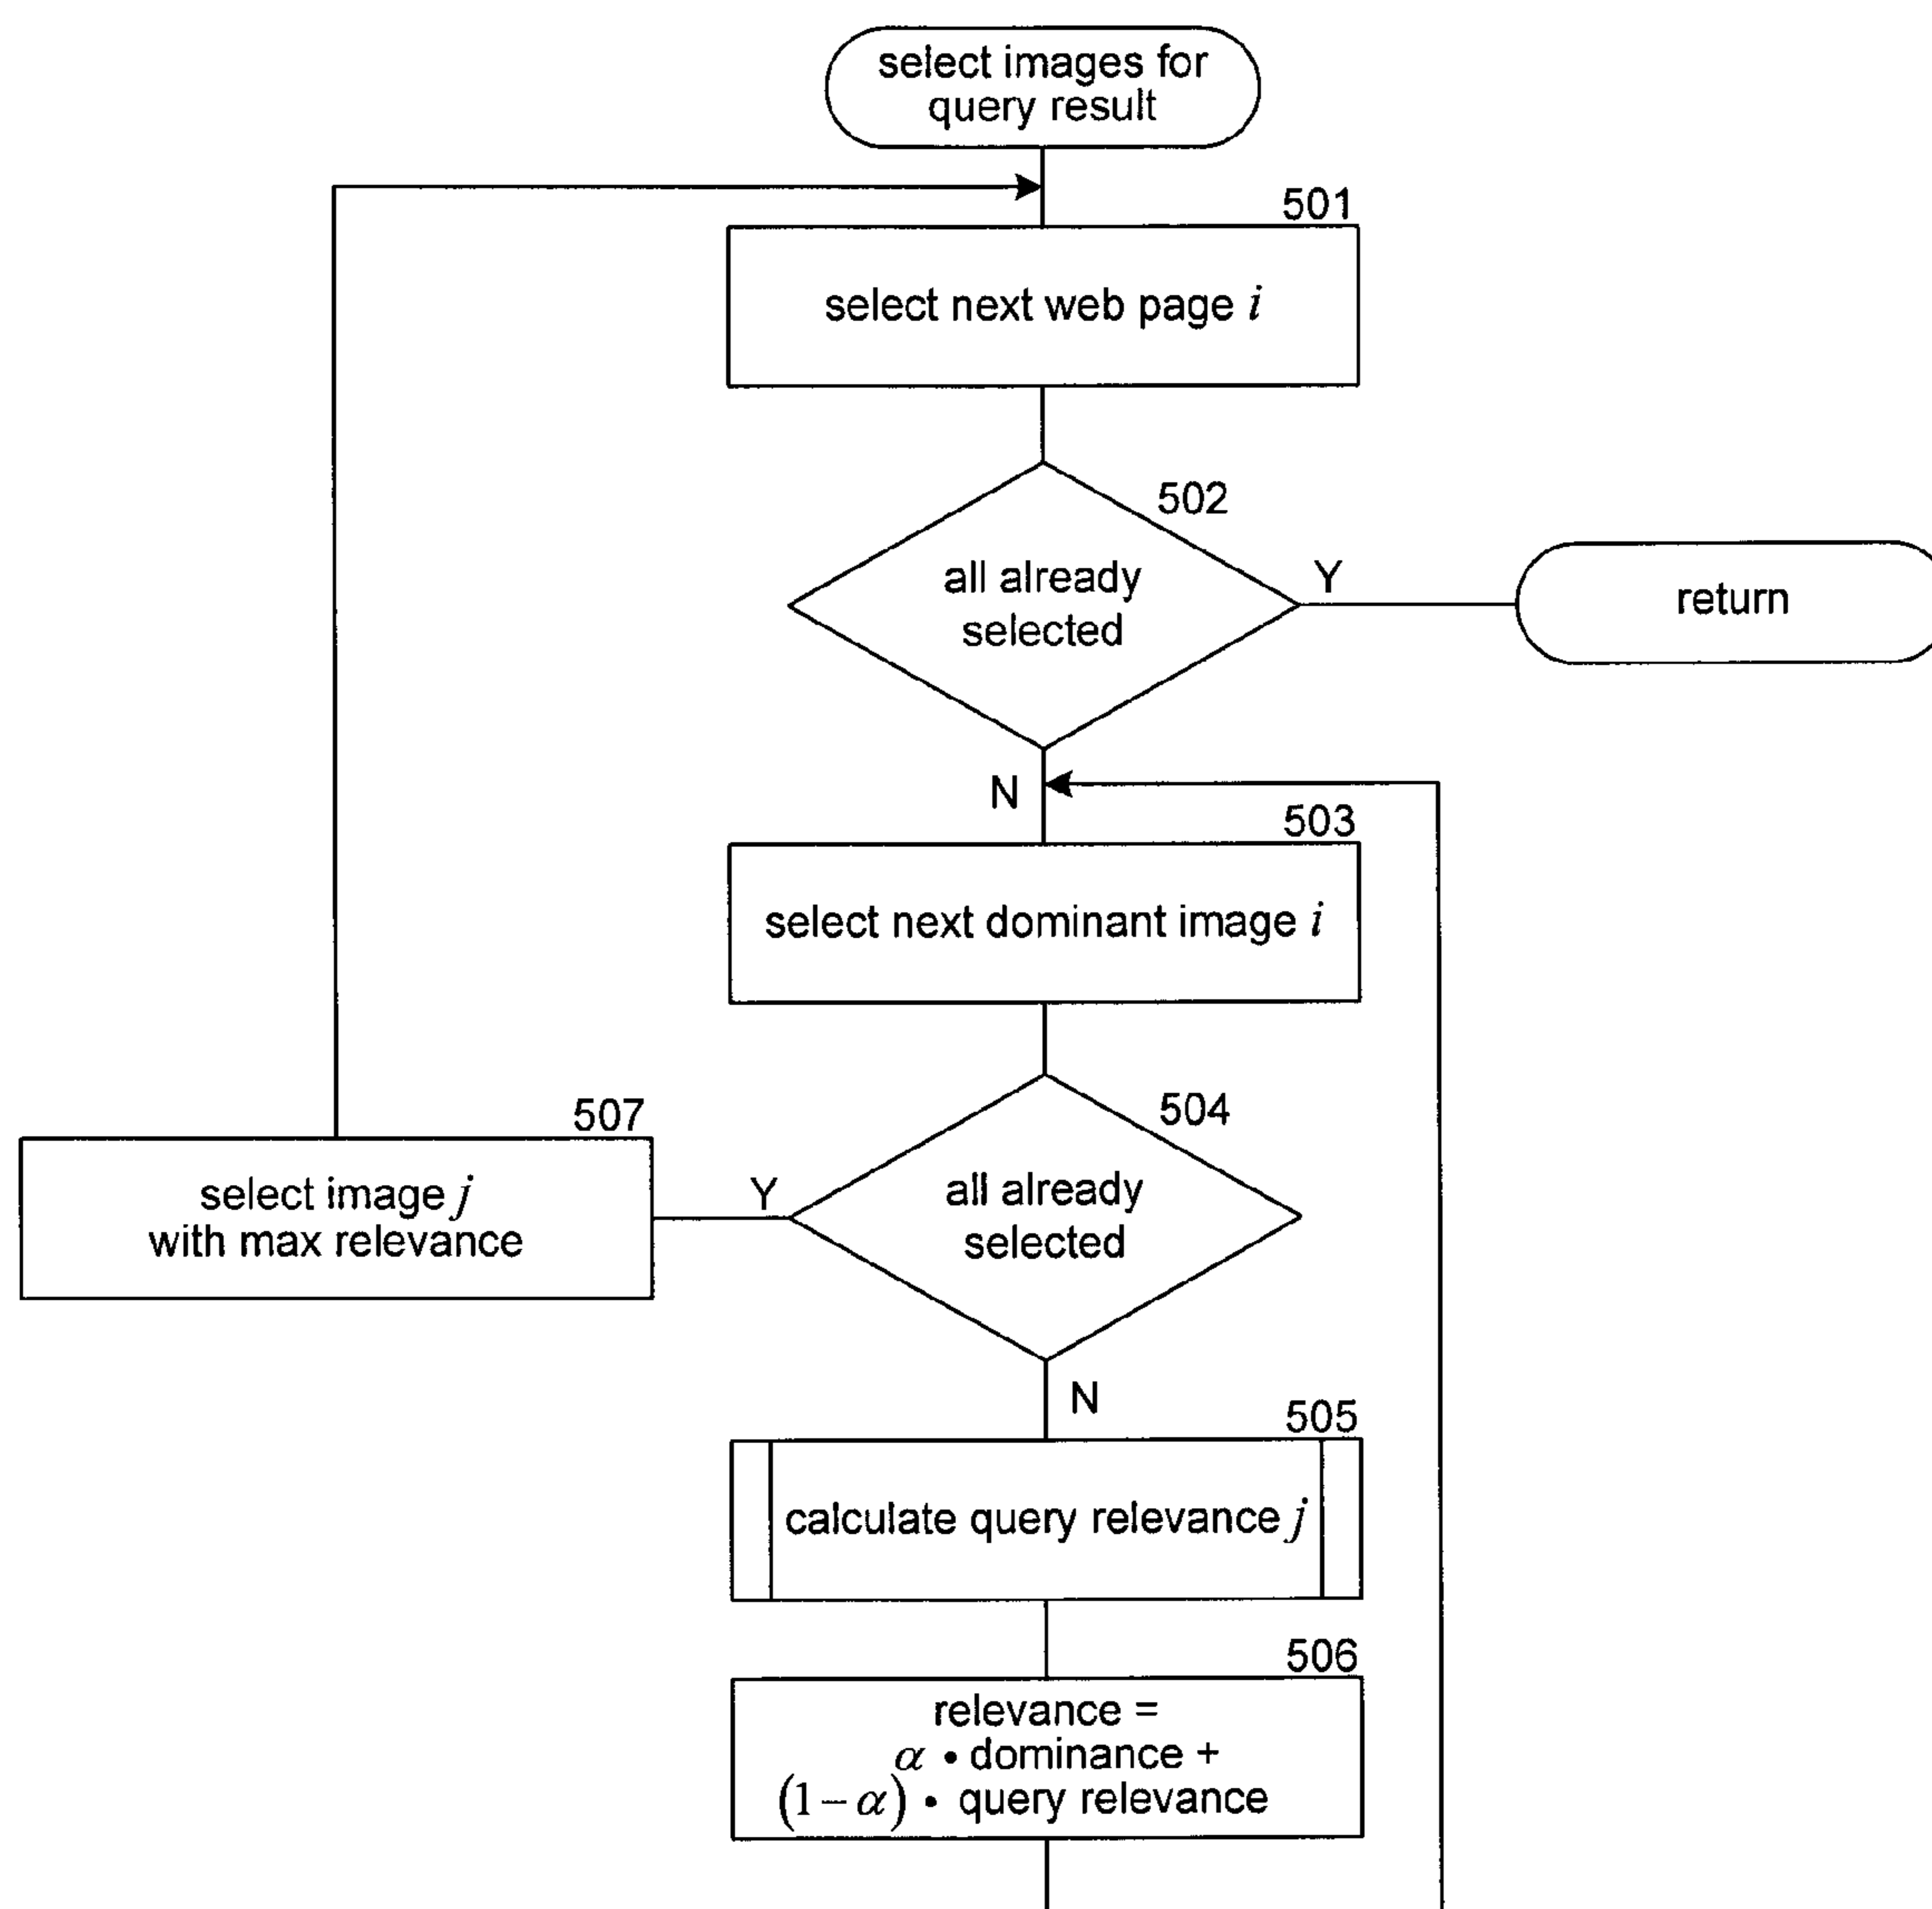 select images for
query result
501
select next web page i
502
all already
selected
Y
return
N
503
select next dominant image i
504
all already
selected
Y
507
select image j
with max relevance
N
505
calculate query relevance j
506
relevance =
α • dominance +
(1−α) • query relevance